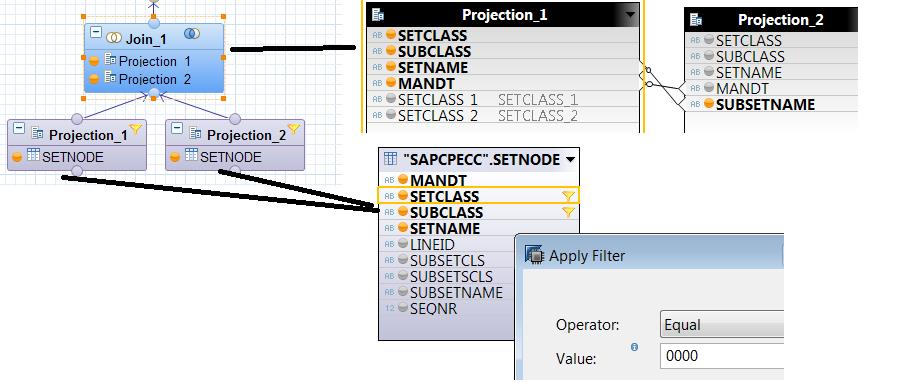 Join_1
Projection_1
Projection_2
Projection_1
SETNODE
Projection_2
SETNODE
Projection_1
AB SETCLASS
AB SUBCLASS
AB SETNAME
AB MANDT
AB SETCLASS_1 SETCLASS_1
AB SETCLASS_2 SETCLASS_2
Projection_2
AB SETCLASS
AB SUBCLASS
AB SETNAME
AB MANDT
AB SUBSETNAME
"SAPCPECC".SETNODE
AB MANDT
AB SETCLASS
AB SUBCLASS
AB SETNAME
AB LINEID
AB SUBSETCLS
AB SUBSETSCLS
AB SUBSETNAME
12 SEQNR
Apply Filter
Operator: Equal
Value: 0000